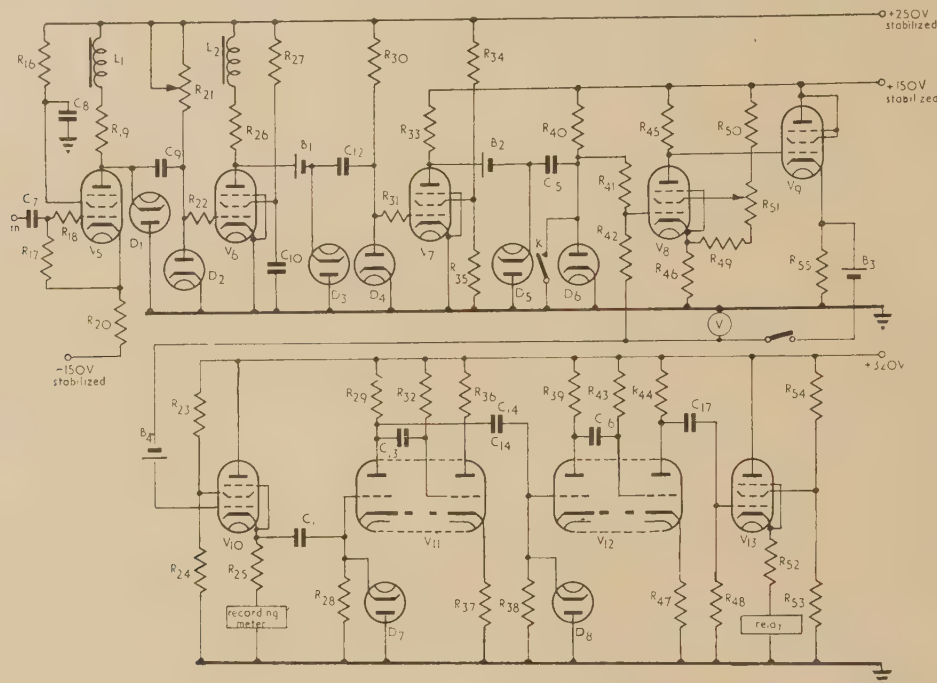 +250V
stabilized
R16
L1
L2
R27
R30
R34
C8
R21
+150V
stabilized
R19
C9
R26
B1
C12
R33
B2
R40
R45
R50
C7
in
R18
V5
D1
R22
V6
R31
V7
C5
R41
V8
V9
R51
R17
D2
C10
D3
D4
R35
D5
K
D6
R42
R49
R46
R55
B3
R20
V
-150V
stabilized
+320V
R23
R29
R32
R36
C14
C14
R39
R43
R44
C17
R54
B4
C13
C6
V10
C
V11
V12
V13
R24
R25
R28
D7
R37
R38
D8
R47
R48
R52
R53
recording
meter